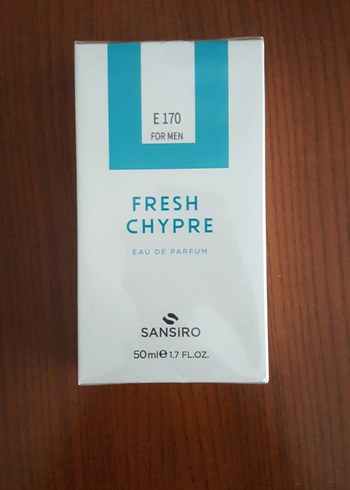 E 170
FOR MEN
FRESH
CHYPRE
EAU DE PARFUM
SANSiRO
50ml℮1.7 FL.OZ.